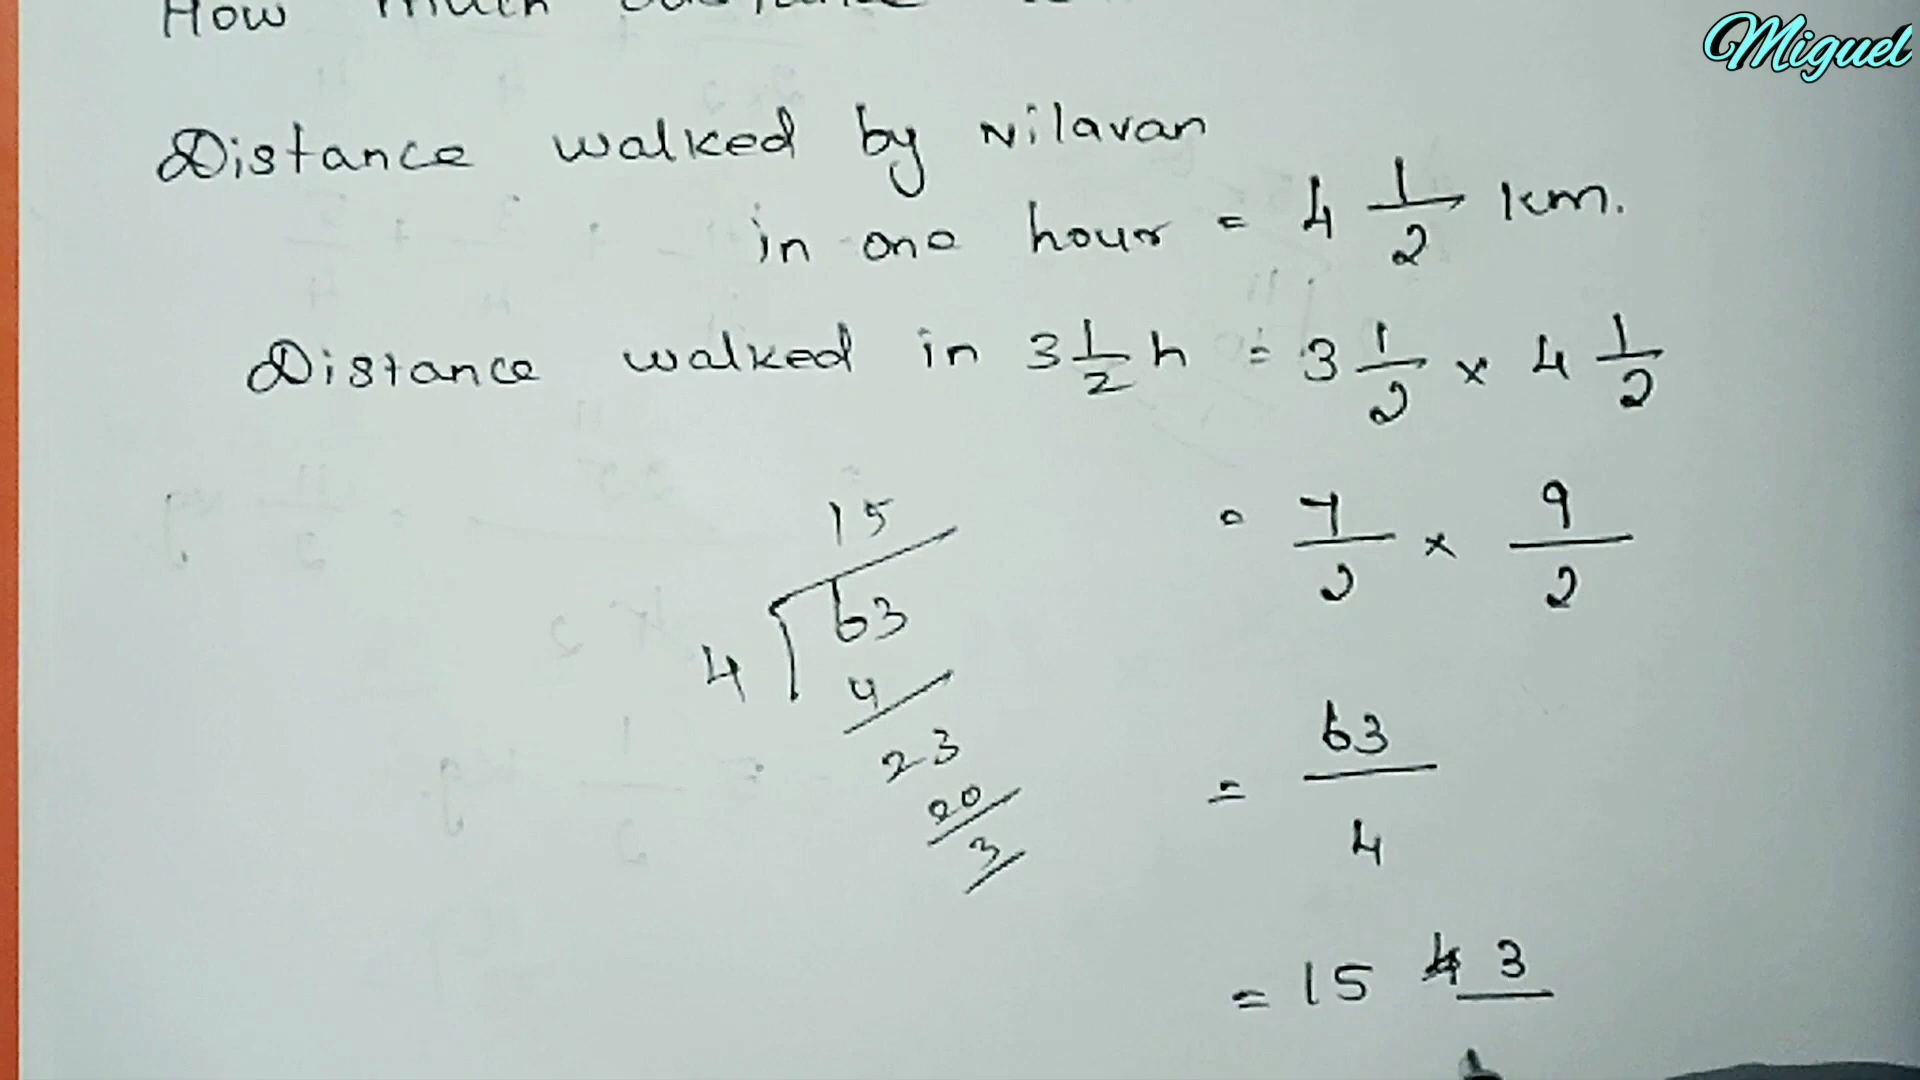 How much
Miguel
Distance walked by Nilavan
in one hour = 4 1/2 km.
Distance walked in 3 1/2 h = 3 1/2 × 4 1/2
= 7/2 × 9/2
15
4 63
4
23
20
3
= 63/4
= 15 3